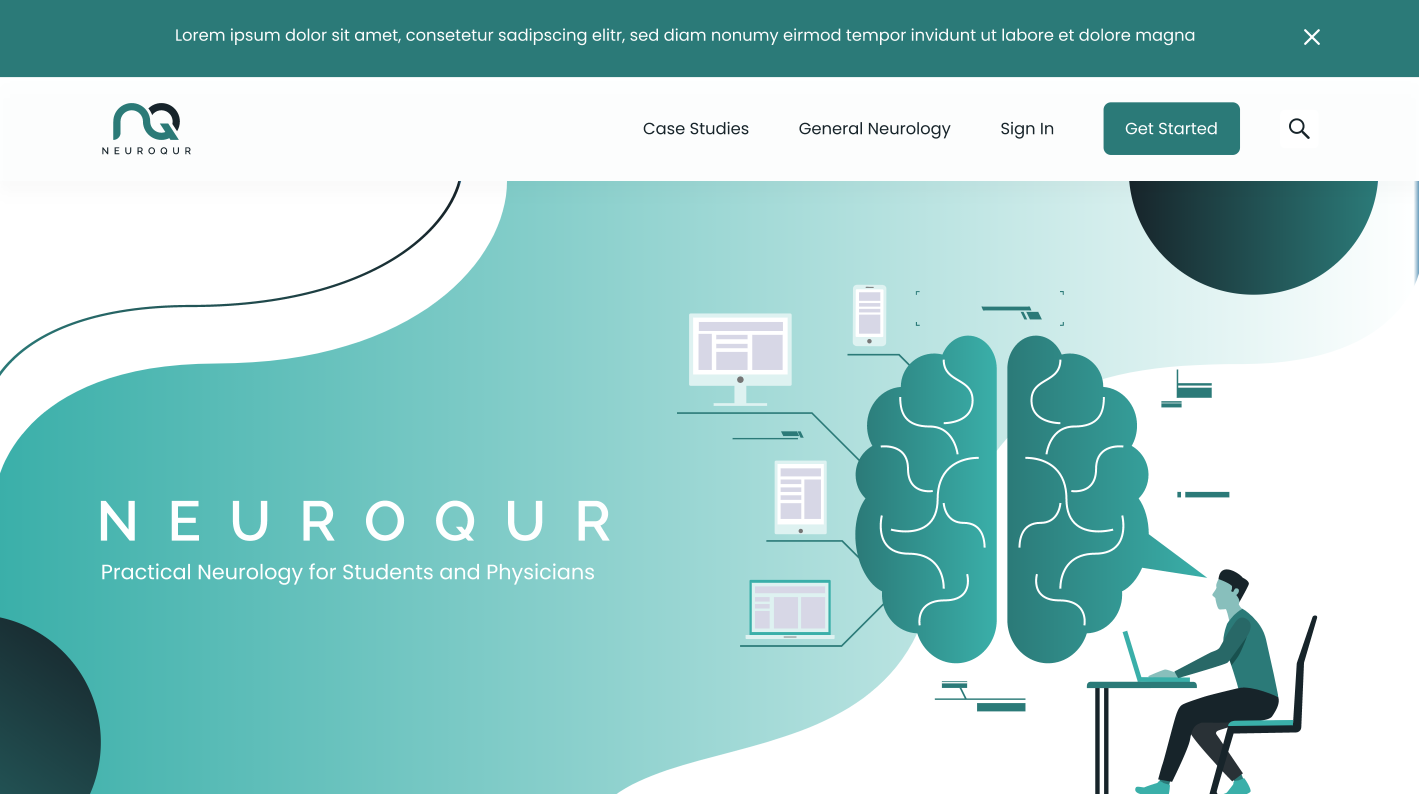 Lorem ipsum dolor sit amet, consetetur sadipscing elitr, sed diam nonumy eirmod tempor invidunt ut labore et dolore magna
NEUROQUR
Case Studies General Neurology Sign In Get Started
NEUROQUR
Practical Neurology for Students and Physicians